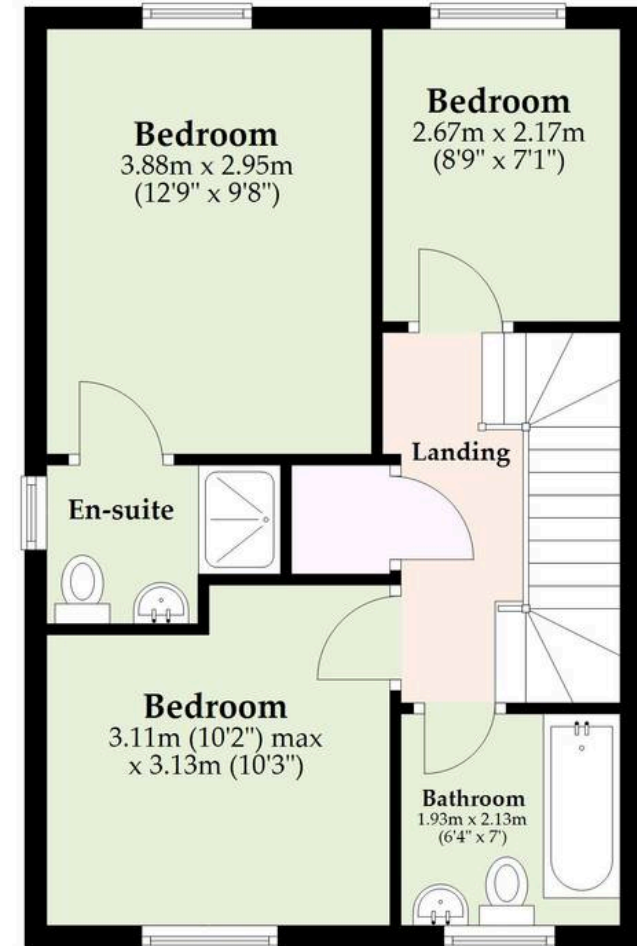 Bedroom
3.88m x 2.95m
(12'9" x 9'8")
Bedroom
2.67m x 2.17m
(8'9" x 7'1")
Landing
En-suite
Bedroom
3.11m (10'2") max
x 3.13m (10'3")
Bathroom
1.93m x 2.13m
(6'4" x 7')